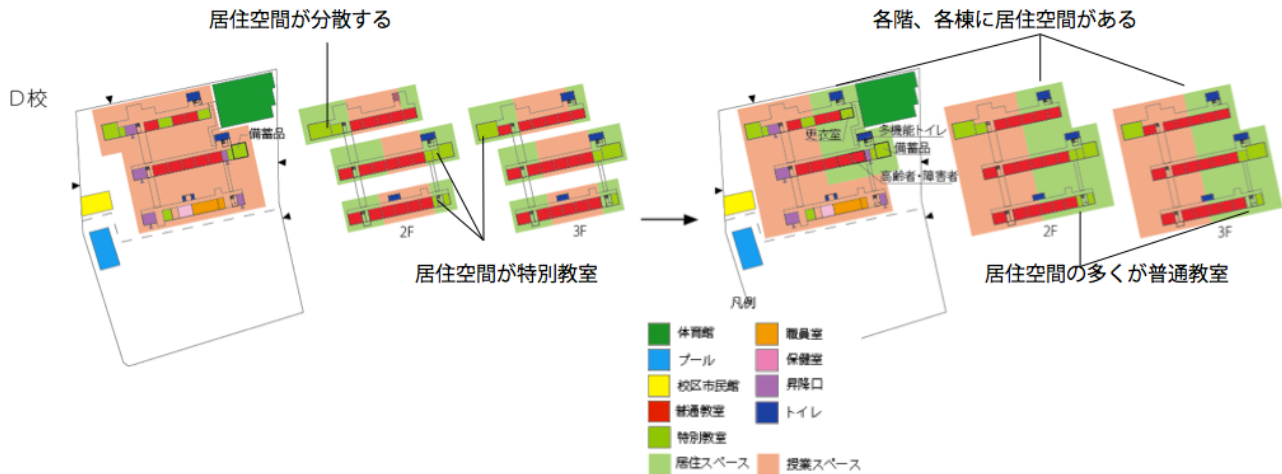 居住空間が分散する
各階、各棟に居住空間がある
D校
備蓄品
更衣室
多機能トイレ
備蓄品
高齢者・障害者
2F
3F
2F
3F
居住空間が特別教室
居住空間の多くが普通教室
凡例
体育館
職員室
プール
保健室
校区市民館
昇降口
普通教室
トイレ
特別教室
居住スペース
授業スペース